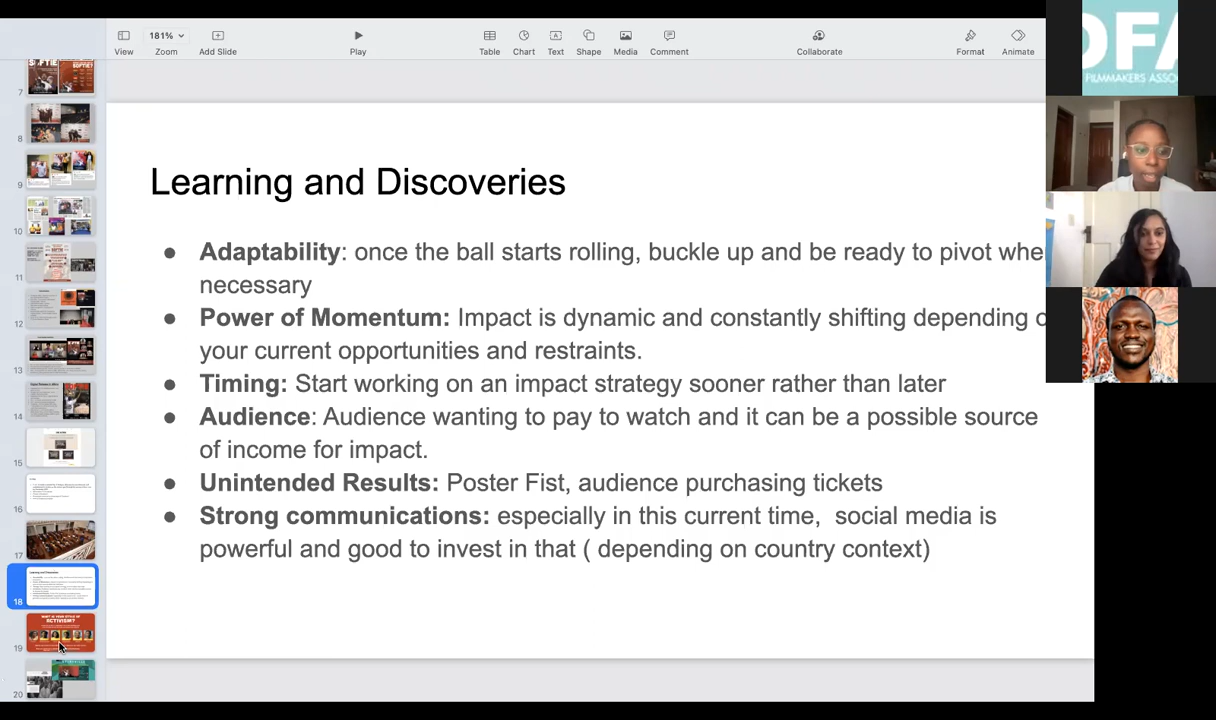 181%
View
Zoom
Add Slide
Play
Table
Chart
Text
Shape
Media
Comment
Collaborate
Format
Animate
DFA
FILMMAKERS ASSO
7
8
9
10
11
12
13
14
15
16
17
18
19
20
SOFTIE
ACTIVISM?
Learning and Discoveries
● Adaptability: once the ball starts rolling, buckle up and be ready to pivot whe
necessary
● Power of Momentum: Impact is dynamic and constantly shifting depending o
your current opportunities and restraints.
● Timing: Start working on an impact strategy sooner rather than later
● Audience: Audience wanting to pay to watch and it can be a possible source
of income for impact.
● Unintended Results: Poster Fist, audience purchasing tickets
● Strong communications: especially in this current time,  social media is
powerful and good to invest in that ( depending on country context)